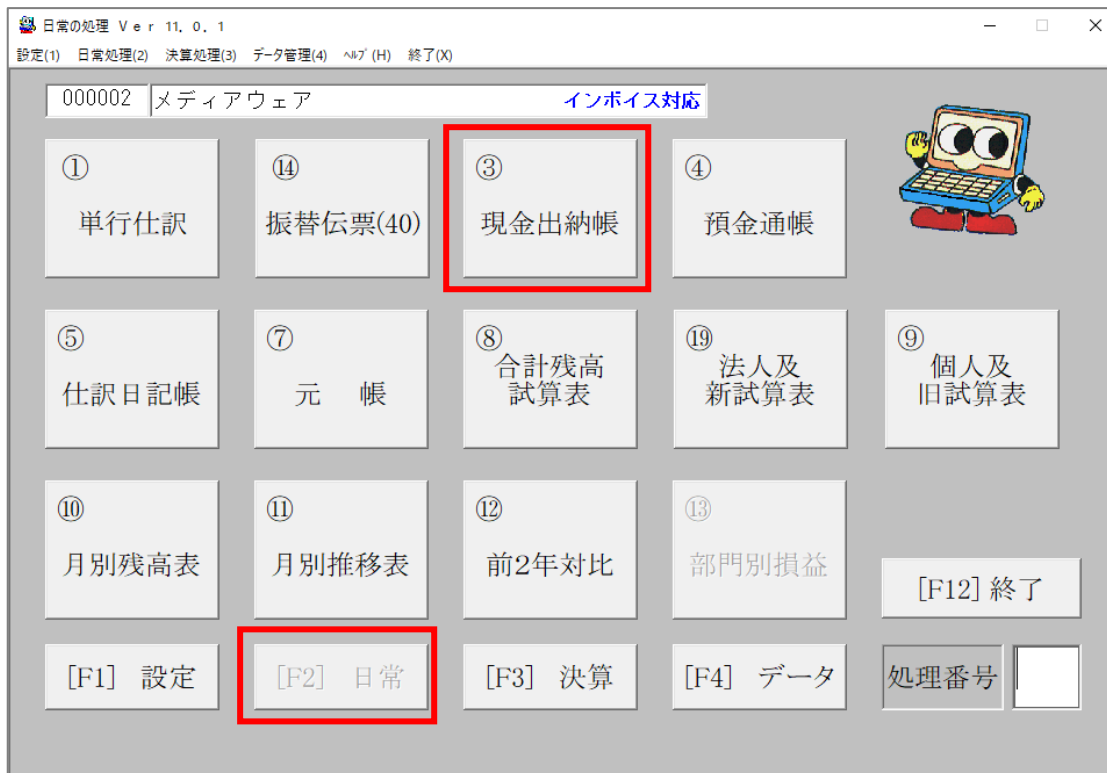 日常の処理 Ver 11.0.1
設定(1) 日常処理(2) 決算処理(3) データ管理(4) ヘルプ(H) 終了(X)
000002 メディアウェア インボイス対応
① 単行仕訳
⑭ 振替伝票(40)
③ 現金出納帳
④ 預金通帳
⑤ 仕訳日記帳
⑦ 元 帳
⑧ 合計残高
試算表
⑲ 法人及
新試算表
⑨ 個人及
旧試算表
⑩ 月別残高表
⑪ 月別推移表
⑫ 前2年対比
⑬ 部門別損益
[F12] 終了
[F1] 設定
[F2] 日常
[F3] 決算
[F4] データ
処理番号